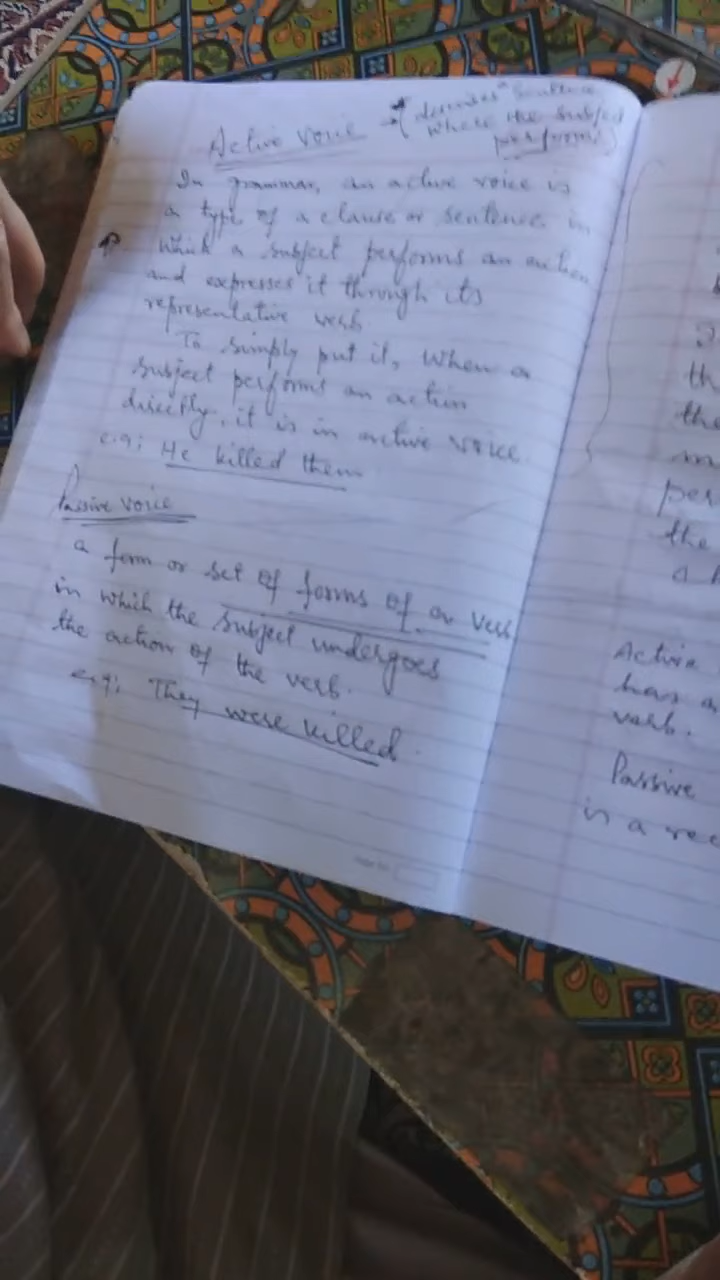 Active voice → (denotes a sentence
where the subject
performs)
In grammar, an active voice is
a type of a clause or sentence in
which a subject performs an action
and expresses it through its
representative verb.
To simply put it, when a
subject performs an action
directly, it is in active voice.
e.g; He killed them
Passive voice
a form or set of forms of a verb
in which the subject undergoes
the action of the verb.
e.g; They were killed.
th
the
per
the
Active
has a
verb.
Passive
is a